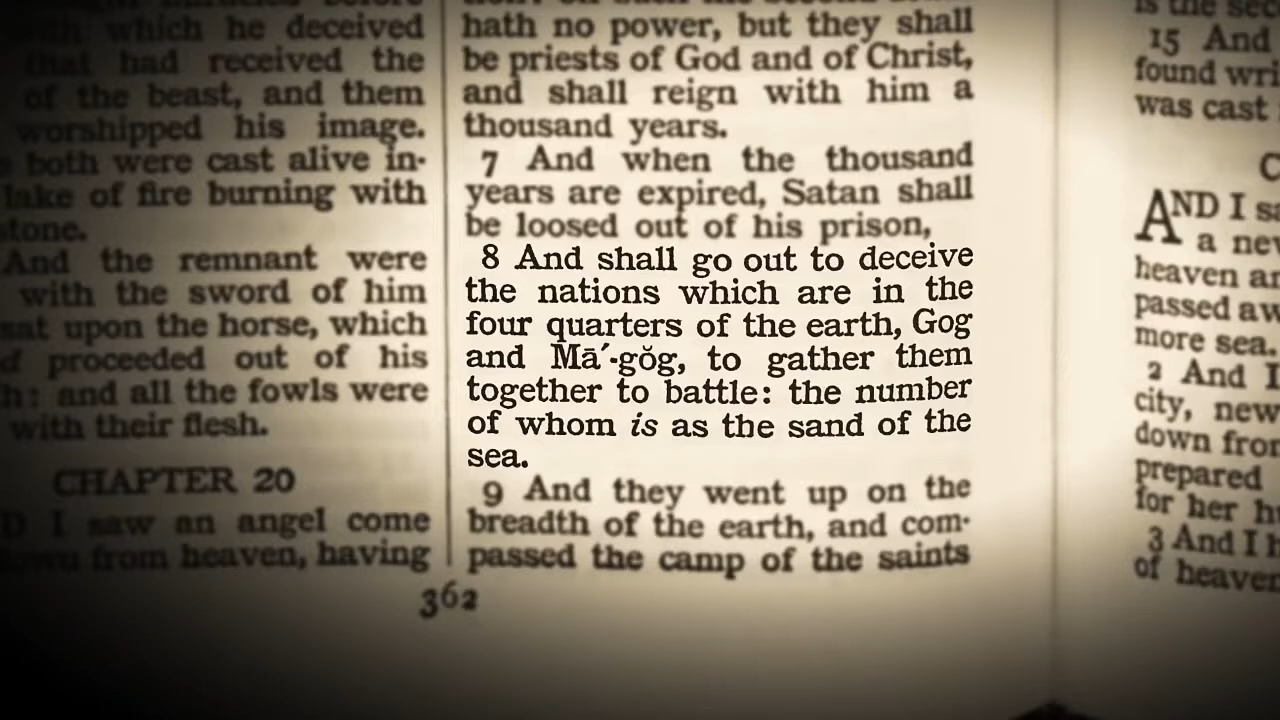 which he deceived
that had received the
of the beast, and them
worshipped his image.
both were cast alive in-
lake of fire burning with
stone.
And the remnant were
with the sword of him
sat upon the horse, which
proceeded out of his
h: and all the fowls were
with their flesh.
CHAPTER 20
D I saw an angel come
down from heaven, having
hath no power, but they shall
be priests of God and of Christ,
and shall reign with him a
thousand years.
7 And when the thousand
years are expired, Satan shall
be loosed out of his prison,
8 And shall go out to deceive
the nations which are in the
four quarters of the earth, Gog
and Mā´-gŏg, to gather them
together to battle: the number
of whom is as the sand of the
sea.
9 And they went up on the
breadth of the earth, and com-
passed the camp of the saints
362
is the sec
15 And
found wri
was cast
C
AND I sa
a new
heaven an
passed aw
more sea.
2 And I
city, new
down from
prepared
for her hu
3 And I h
of heaven